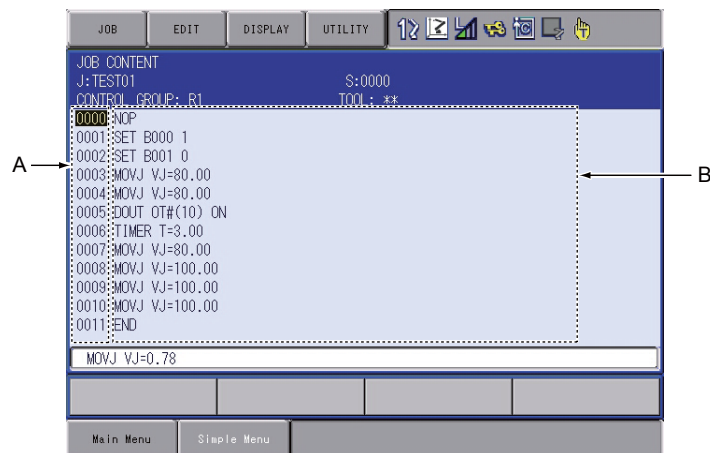 JOB EDIT DISPLAY UTILITY
JOB CONTENT
J:TEST01 S:0000
CONTROL GROUP: R1 TOOL: **
0000 NOP
0001 SET B000 1
0002 SET B001 0
0003 MOVJ VJ=80.00
0004 MOVJ VJ=80.00
0005 DOUT OT#(10) ON
0006 TIMER T=3.00
0007 MOVJ VJ=80.00
0008 MOVJ VJ=100.00
0009 MOVJ VJ=100.00
0010 MOVJ VJ=100.00
0011 END
A
B
MOVJ VJ=0.78
Main Menu Simple Menu